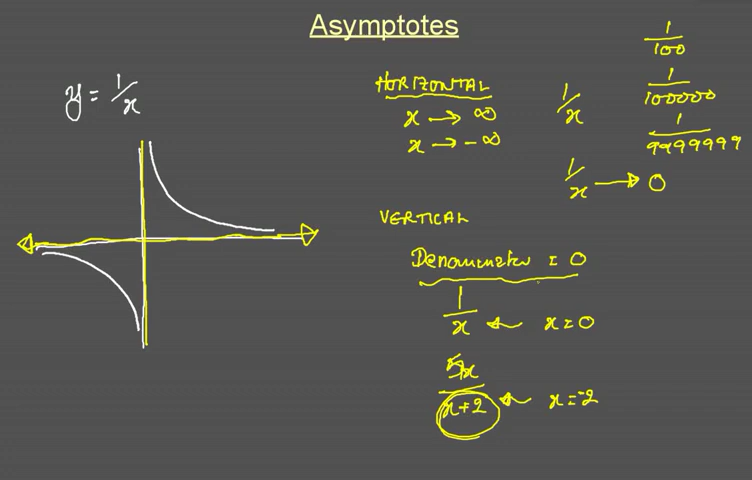 Asymptotes
y = 1/x
HORIZONTAL
x → ∞
x → - ∞
1/x
1/100
1/100000
1/9999999
1/x → 0
VERTICAL
Denominator = 0
1/x ← x = 0
5x/x+2 ← x = -2